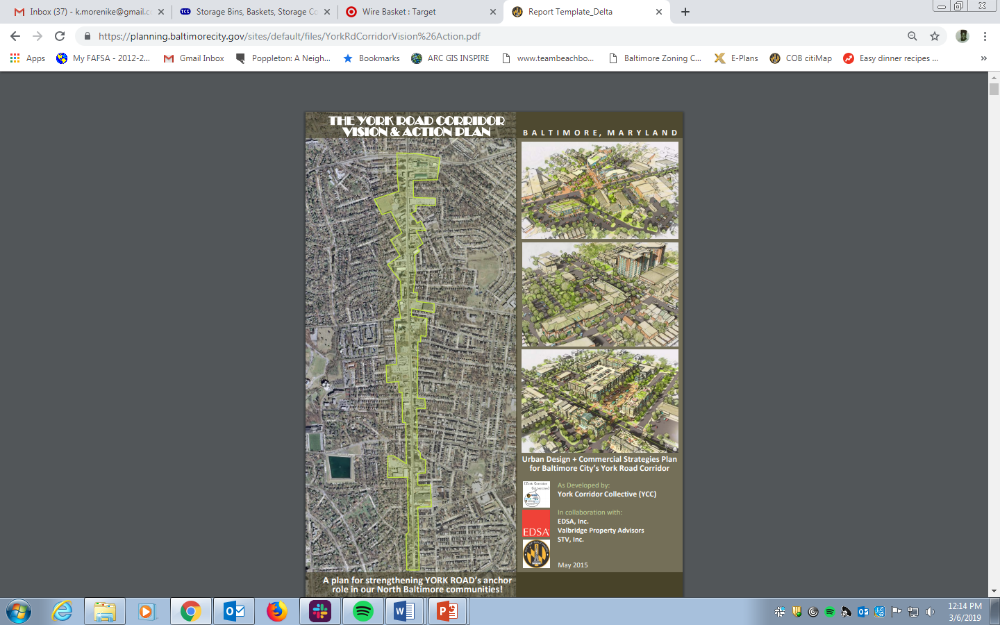 Inbox (37) - k.morenike@gmail.c
Storage Bins, Baskets, Storage Co
Wire Basket : Target
Report Template_Delta
https://planning.baltimorecity.gov/sites/default/files/YorkRdCorridorVision%26Action.pdf
Apps
My FAFSA - 2012-2...
Gmail Inbox
Poppleton: A Neigh...
Bookmarks
ARC GIS INSPIRE
www.teambeachbo...
Baltimore Zoning C...
E-Plans
COB citiMap
Easy dinner recipes ...
»
THE YORK ROAD CORRIDOR
VISION & ACTION PLAN
BALTIMORE, MARYLAND
Urban Design + Commercial Strategies Plan
for Baltimore City's York Road Corridor
As Developed by:
York Corridor Collective (YCC)
In collaboration with:
EDSA, Inc.
Valbridge Property Advisors
STV, Inc.
EDSA
May 2015
A plan for strengthening YORK ROAD's anchor
role in our North Baltimore communities!
12:14 PM
3/6/2019